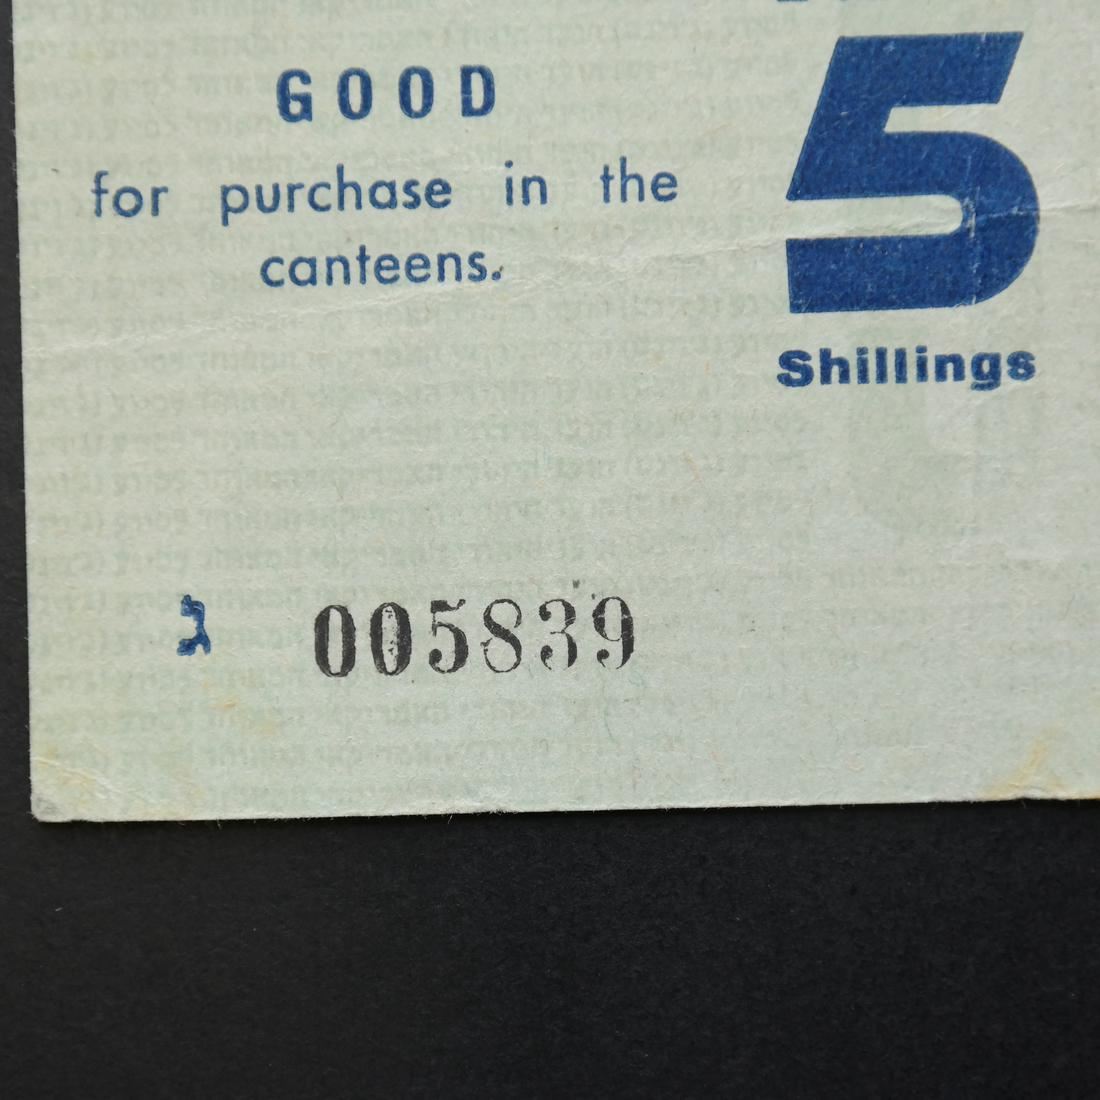 GOOD
for purchase in the
canteens.
5
Shillings
ג 005839